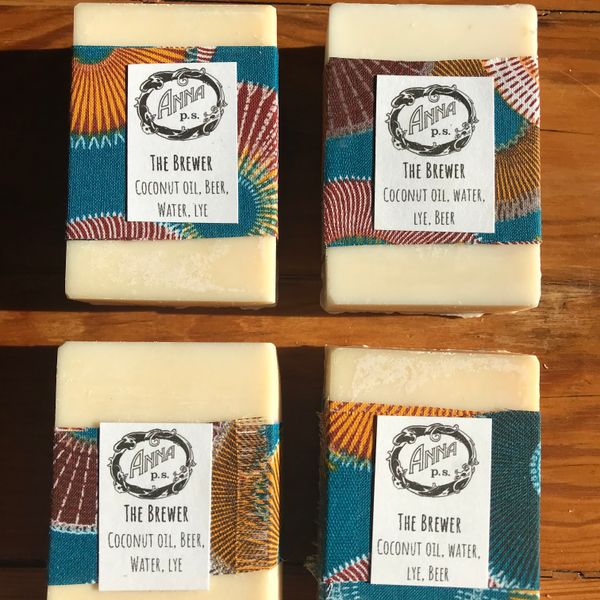 ANNA
p.s.
THE BREWER
COCONUT OIL, BEER,
WATER, LYE
ANNA
p.s.
THE BREWER
COCONUT OIL, WATER,
LYE, BEER
ANNA
p.s.
THE BREWER
COCONUT OIL, BEER,
WATER, LYE
ANNA
p.s.
THE BREWER
COCONUT OIL, WATER,
LYE, BEER